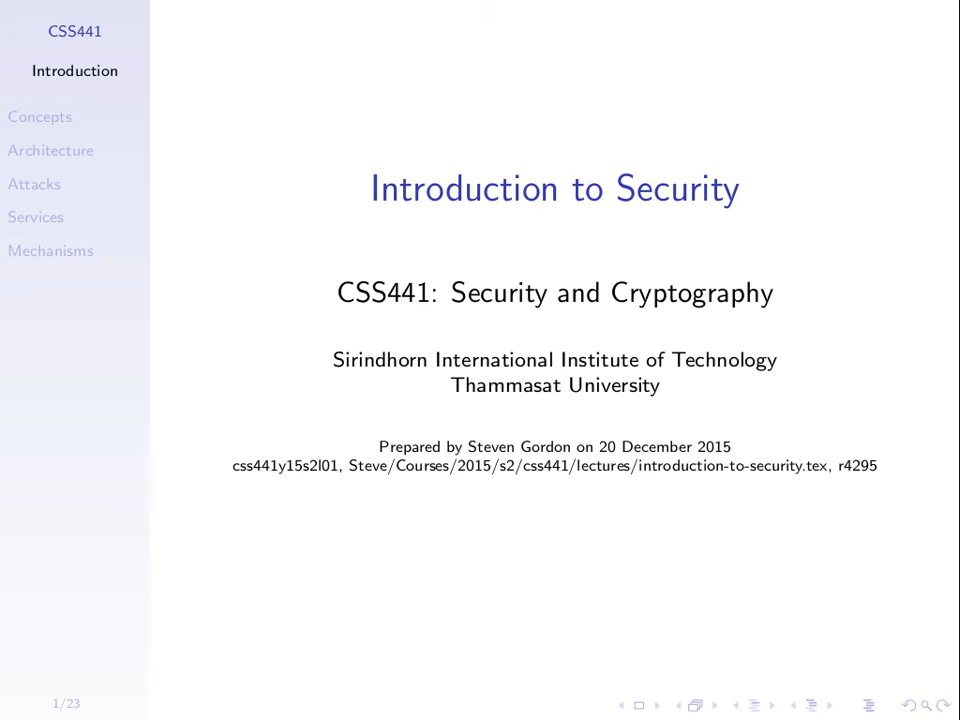 CSS441
Introduction
Concepts
Architecture
Attacks
Services
Mechanisms
Introduction to Security
CSS441: Security and Cryptography
Sirindhorn International Institute of Technology
Thammasat University
Prepared by Steven Gordon on 20 December 2015
css441y15s2l01, Steve/Courses/2015/s2/css441/lectures/introduction-to-security.tex, r4295
1/23